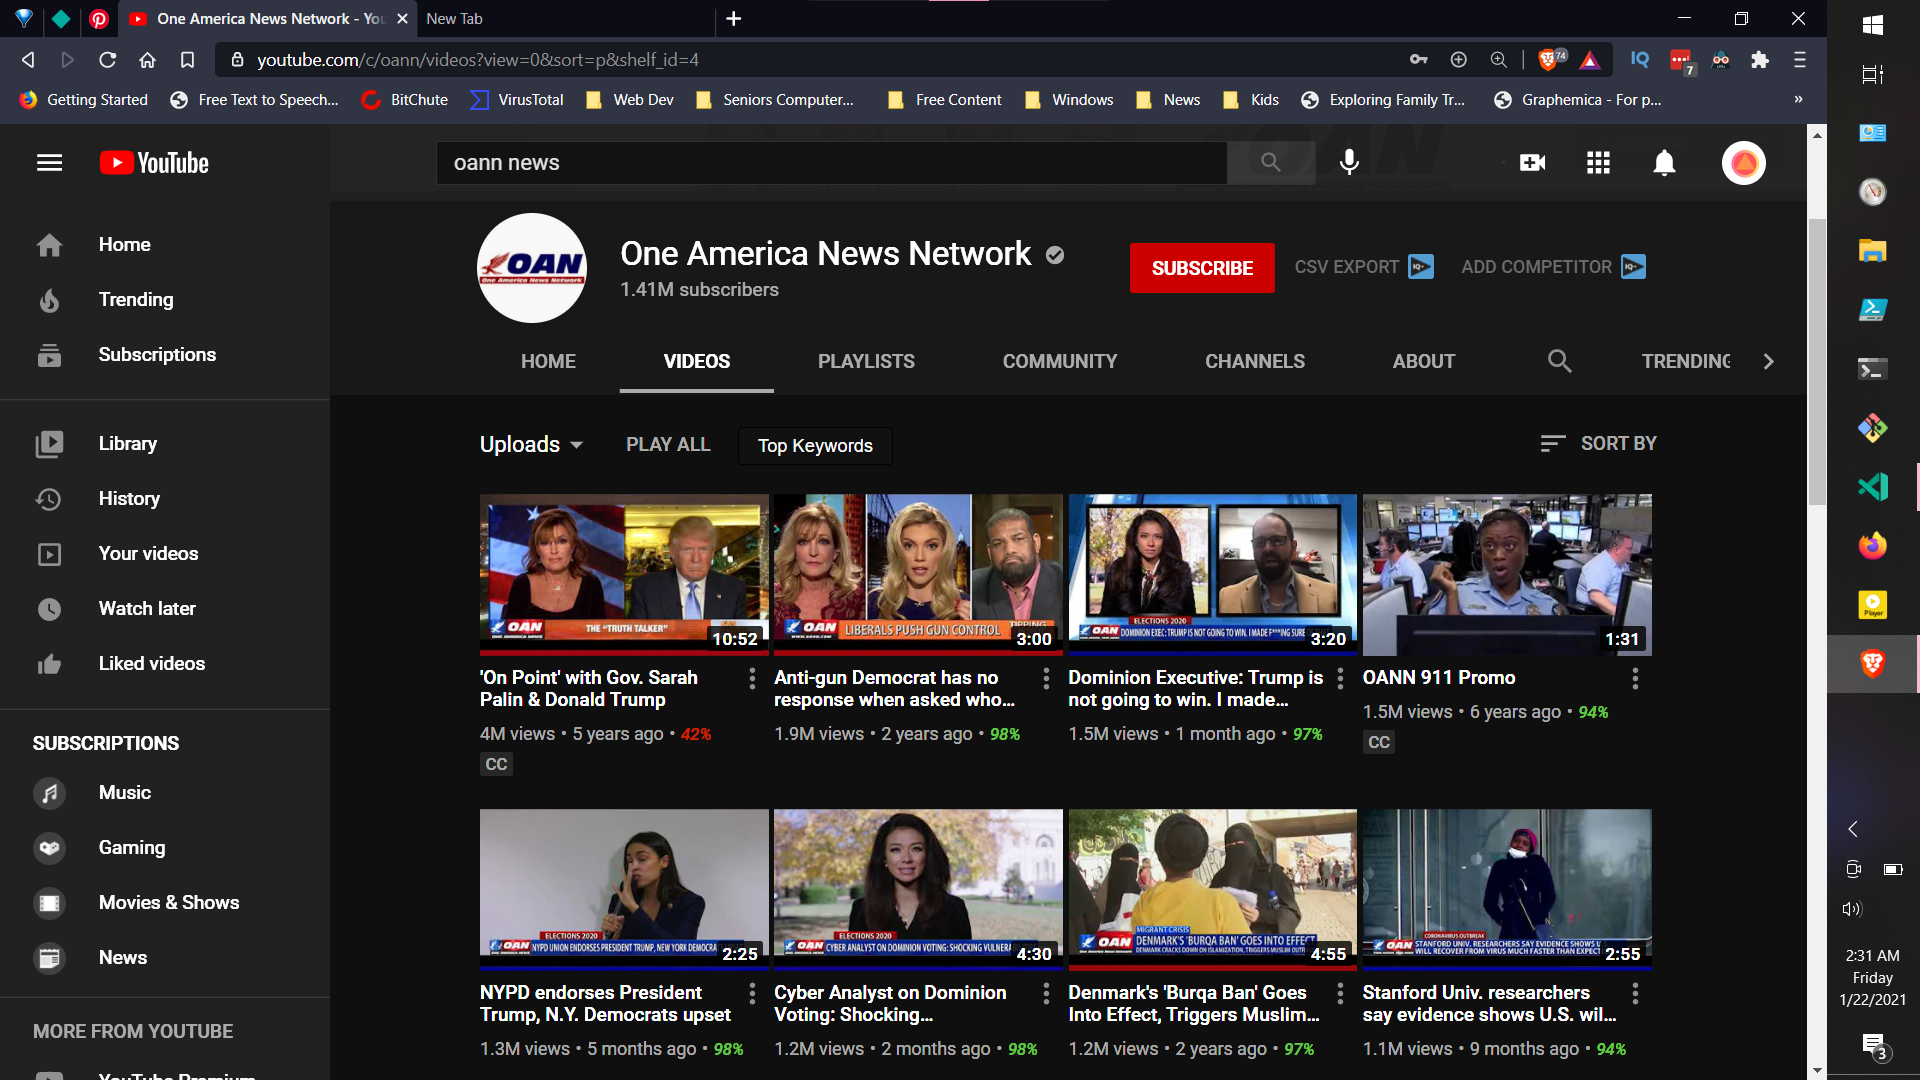 One America News Network - You
New Tab
youtube.com/c/oann/videos?view=0&sort=p&shelf_id=4
74
IQ
7
Getting Started
Free Text to Speech...
BitChute
VirusTotal
Web Dev
Seniors Computer...
Free Content
Windows
News
Kids
Exploring Family Tr...
Graphemica - For p...
»
YouTube
oann news
Home
Trending
Subscriptions
Library
History
Your videos
Watch later
Liked videos
SUBSCRIPTIONS
Music
Gaming
Movies & Shows
News
MORE FROM YOUTUBE
YouTube Premium
OAN
One America News Network
One America News Network
1.41M subscribers
SUBSCRIBE
CSV EXPORT
ADD COMPETITOR
HOME
VIDEOS
PLAYLISTS
COMMUNITY
CHANNELS
ABOUT
TRENDING
Uploads
PLAY ALL
Top Keywords
SORT BY
OAN
THE "TRUTH TALKER"
10:52
OAN
LIBERALS PUSH GUN CONTROL
TIPPING
3:00
ELECTIONS 2020
OAN
DOMINION EXEC: TRUMP IS NOT GOING TO WIN. I MADE F***ING SURE
3:20
1:31
'On Point' with Gov. Sarah
Palin & Donald Trump
4M views • 5 years ago • 42%
CC
Anti-gun Democrat has no
response when asked who...
1.9M views • 2 years ago • 98%
Dominion Executive: Trump is
not going to win. I made...
1.5M views • 1 month ago • 97%
OANN 911 Promo
1.5M views • 6 years ago • 94%
CC
ELECTIONS 2020
OAN
NYPD UNION ENDORSES PRESIDENT TRUMP, NEW YORK DEMOCRA
2:25
ELECTIONS 2020
OAN
CYBER ANALYST ON DOMINION VOTING: SHOCKING VULNERA
4:30
MIGRANT CRISIS
OAN
DENMARK'S 'BURQA BAN' GOES INTO EFFECT
DENMARK CRACKS DOWN ON ISLAMIZATION, TRIGGERS MUSLIM OUTR
4:55
CORONAVIRUS OUTBREAK
OAN
STANFORD UNIV. RESEARCHERS SAY EVIDENCE SHOWS U.S
WILL RECOVER FROM VIRUS MUCH FASTER THAN EXPECT
2:55
NYPD endorses President
Trump, N.Y. Democrats upset
1.3M views • 5 months ago • 98%
Cyber Analyst on Dominion
Voting: Shocking...
1.2M views • 2 months ago • 98%
Denmark's 'Burqa Ban' Goes
Into Effect, Triggers Muslim...
1.2M views • 2 years ago • 97%
Stanford Univ. researchers
say evidence shows U.S. wil...
1.1M views • 9 months ago • 94%
Player
2:31 AM
Friday
1/22/2021
3